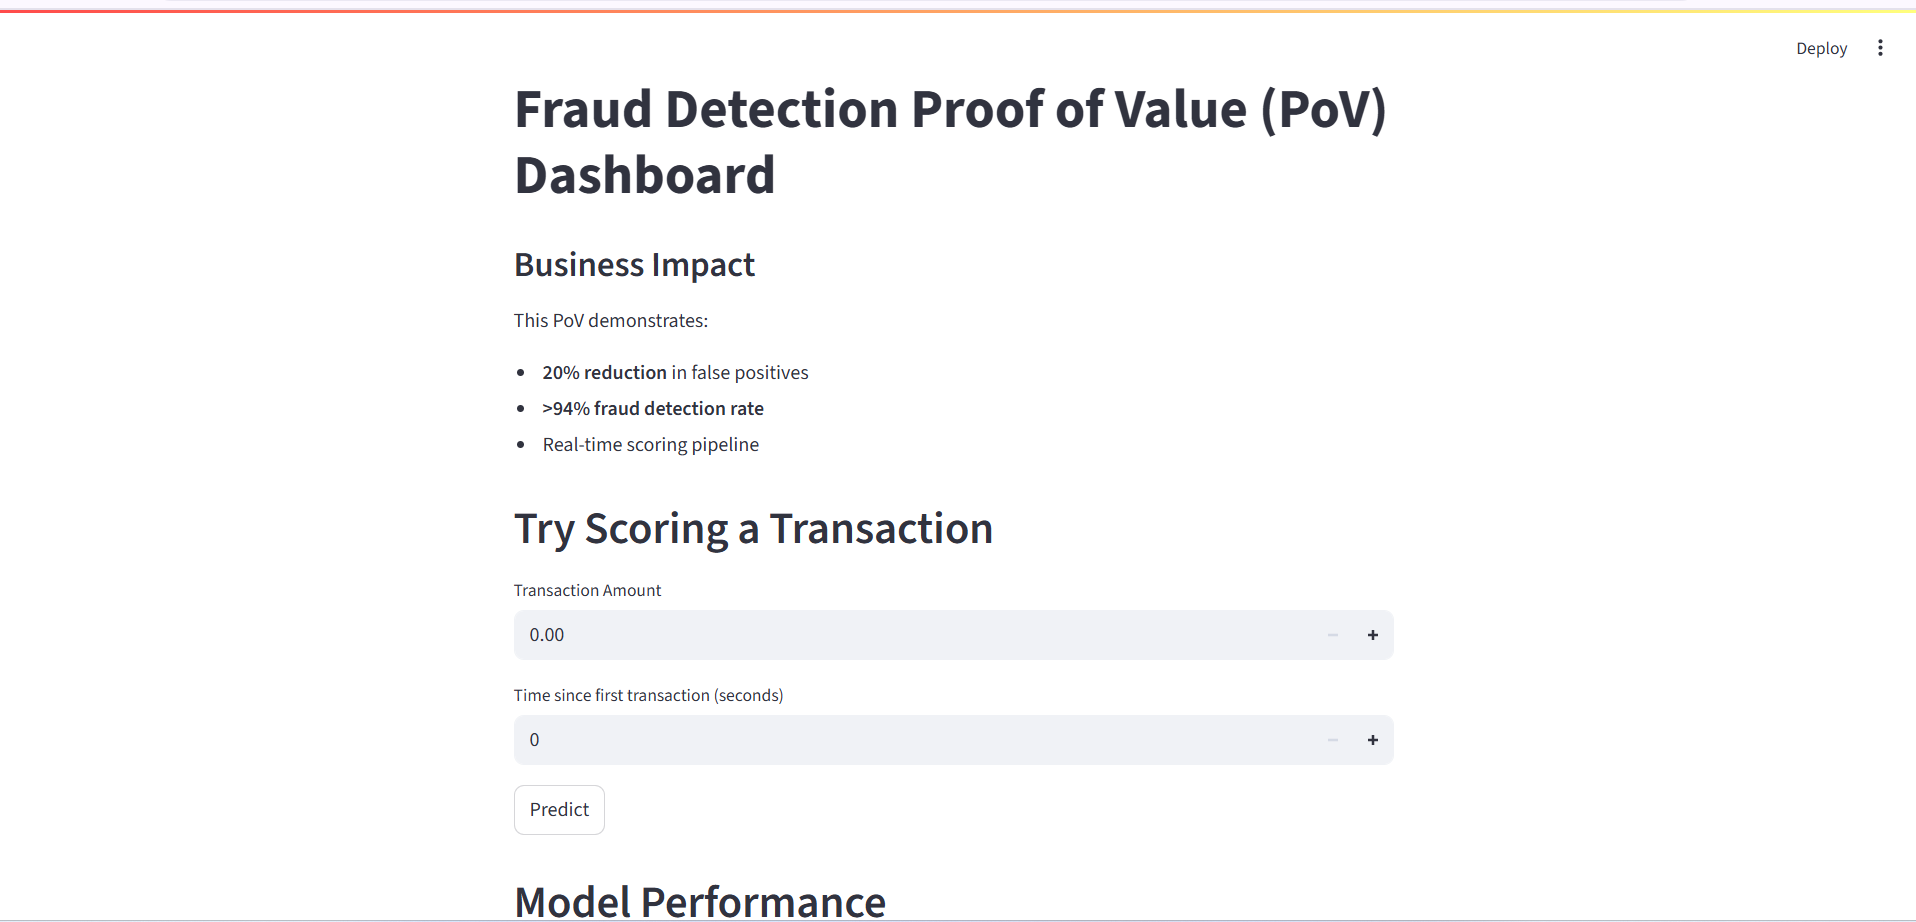 Deploy
Fraud Detection Proof of Value (PoV)
Dashboard
Business Impact
This PoV demonstrates:
20% reduction in false positives
>94% fraud detection rate
Real-time scoring pipeline
Try Scoring a Transaction
Transaction Amount
0.00
Time since first transaction (seconds)
0
Predict
Model Performance